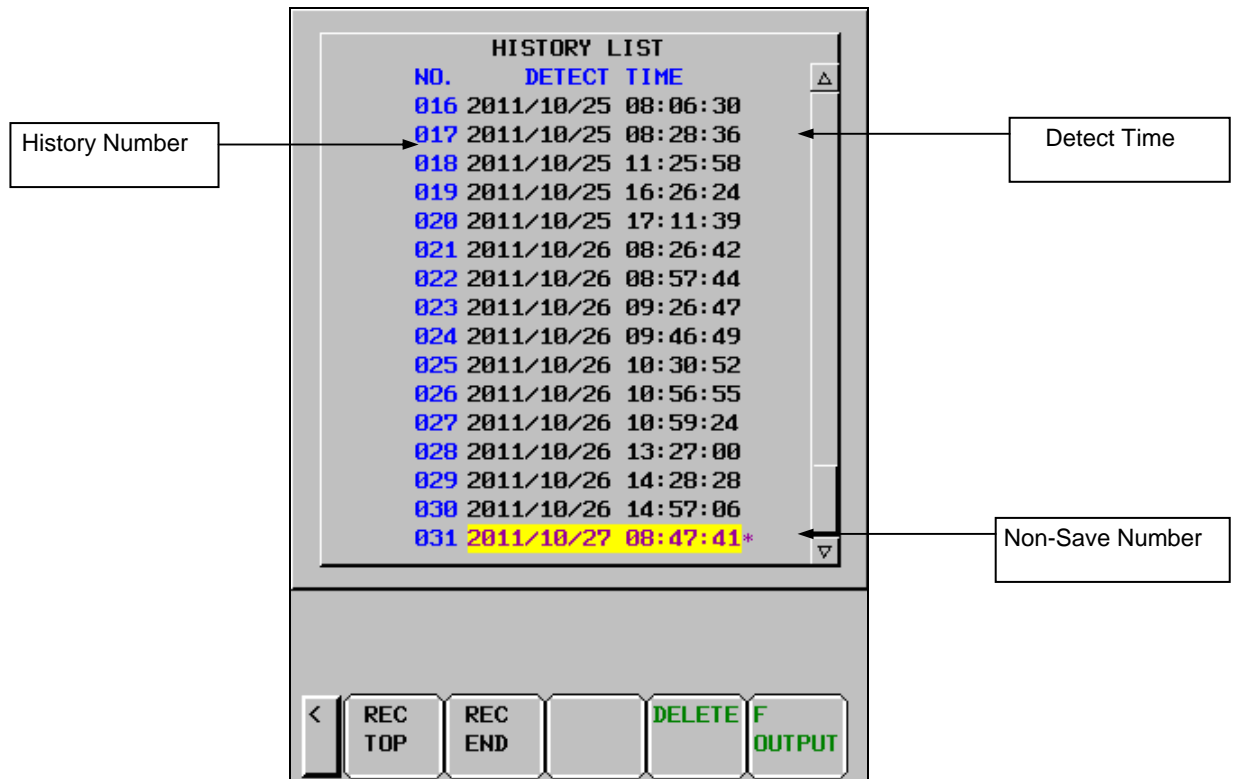 HISTORY LIST
NO. DETECT TIME
016 2011/10/25 08:06:30
017 2011/10/25 08:28:36
018 2011/10/25 11:25:58
019 2011/10/25 16:26:24
020 2011/10/25 17:11:39
021 2011/10/26 08:26:42
022 2011/10/26 08:57:44
023 2011/10/26 09:26:47
024 2011/10/26 09:46:49
025 2011/10/26 10:30:52
026 2011/10/26 10:56:55
027 2011/10/26 10:59:24
028 2011/10/26 13:27:00
029 2011/10/26 14:28:28
030 2011/10/26 14:57:06
031 2011/10/27 08:47:41*
History Number
Detect Time
Non-Save Number
<
REC
TOP
REC
END
DELETE
F
OUTPUT